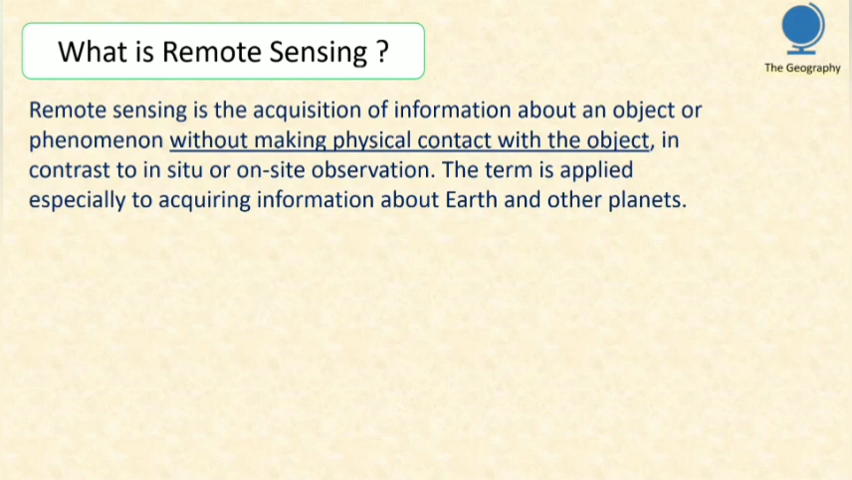 What is Remote Sensing ?
The Geography
Remote sensing is the acquisition of information about an object or
phenomenon without making physical contact with the object, in
contrast to in situ or on-site observation. The term is applied
especially to acquiring information about Earth and other planets.